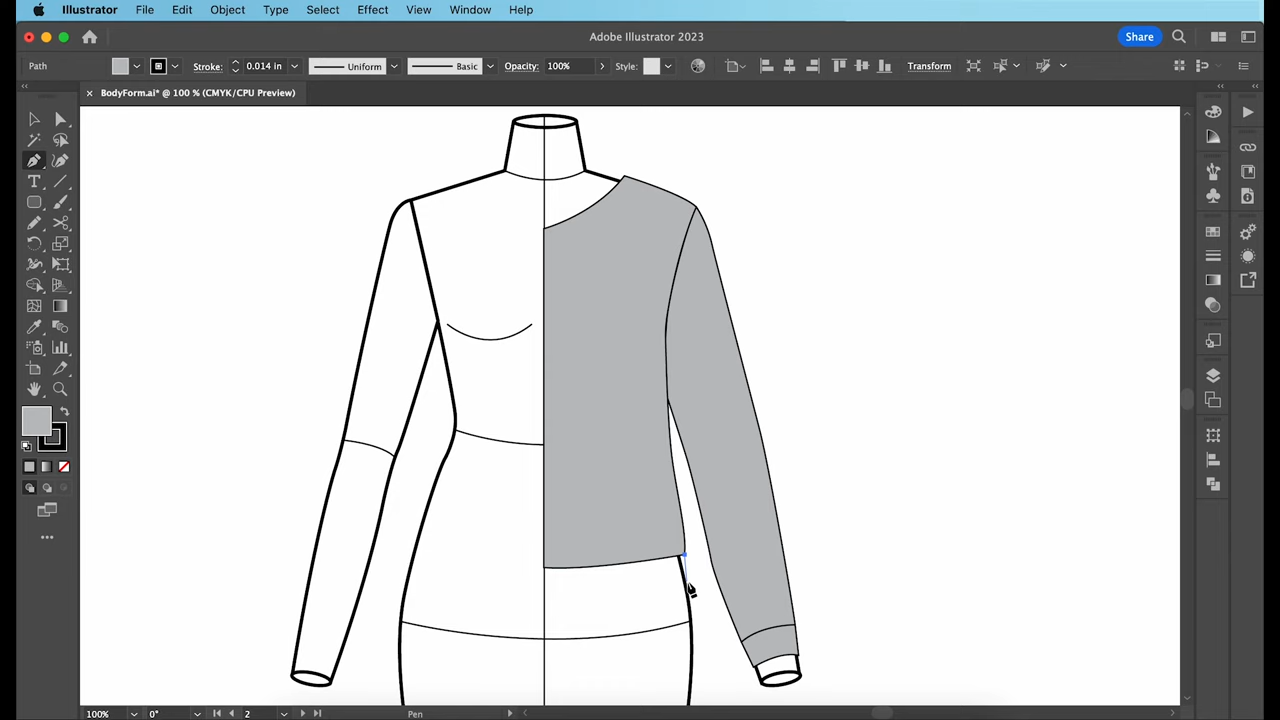 Illustrator File Edit Object Type Select Effect View Window Help
Adobe Illustrator 2023
Share
Path
Stroke: 0.014 in
Uniform
Basic
Opacity: 100%
Style:
Transform
BodyForm.ai* @ 100 % (CMYK/CPU Preview)
100% 0° 2 Pen